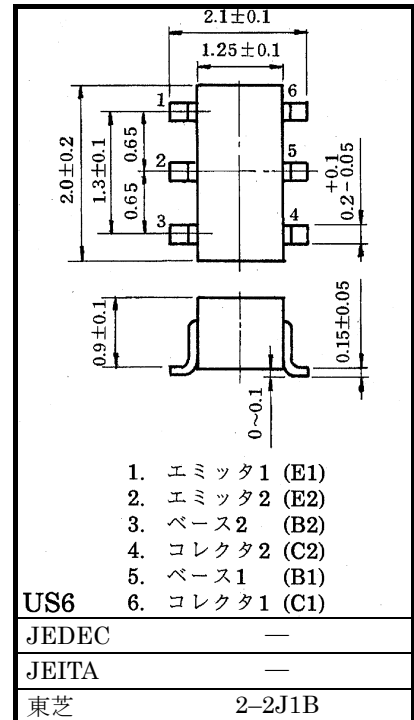 2.1±0.1
1.25±0.1
1
6
2
5
3
4
2.0±0.2
1.3±0.1
0.65
0.65
+0.1
0.2-0.05
0.9±0.1
0.15±0.05
0~0.1
1. エミッタ1 (E1)
2. エミッタ2 (E2)
3. ベース2 (B2)
4. コレクタ2 (C2)
5. ベース1 (B1)
US6 6. コレクタ1 (C1)
JEDEC —
JEITA —
東芝 2–2J1B